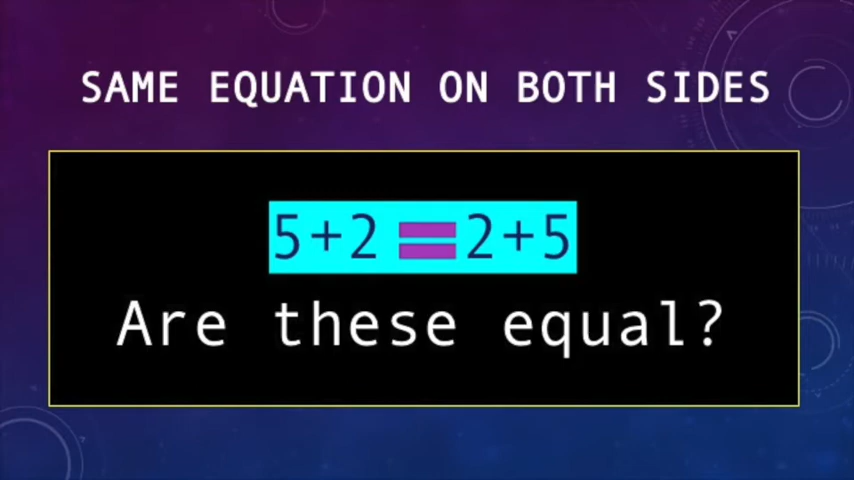 SAME EQUATION ON BOTH SIDES
5+2 = 2+5
Are these equal?